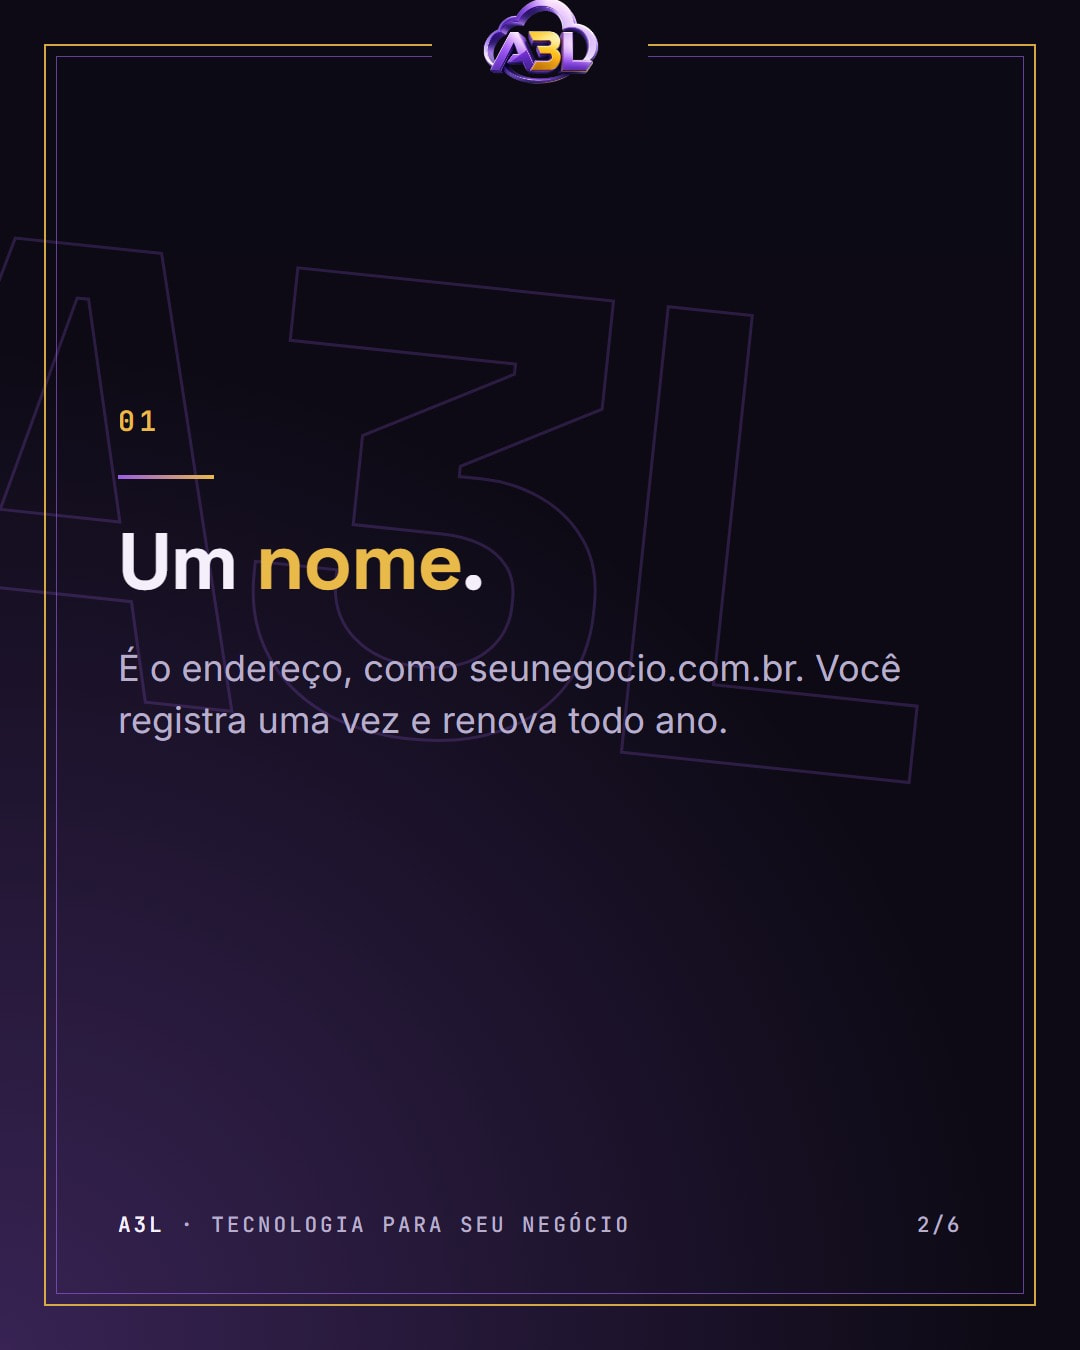 A3L
A3L
01
Um nome.
É o endereço, como seunegocio.com.br. Você
registra uma vez e renova todo ano.
A3L · TECNOLOGIA PARA SEU NEGÓCIO
2/6